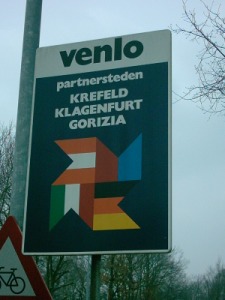 venlo
partnersteden
KREFELD
KLAGENFURT
GORIZIA